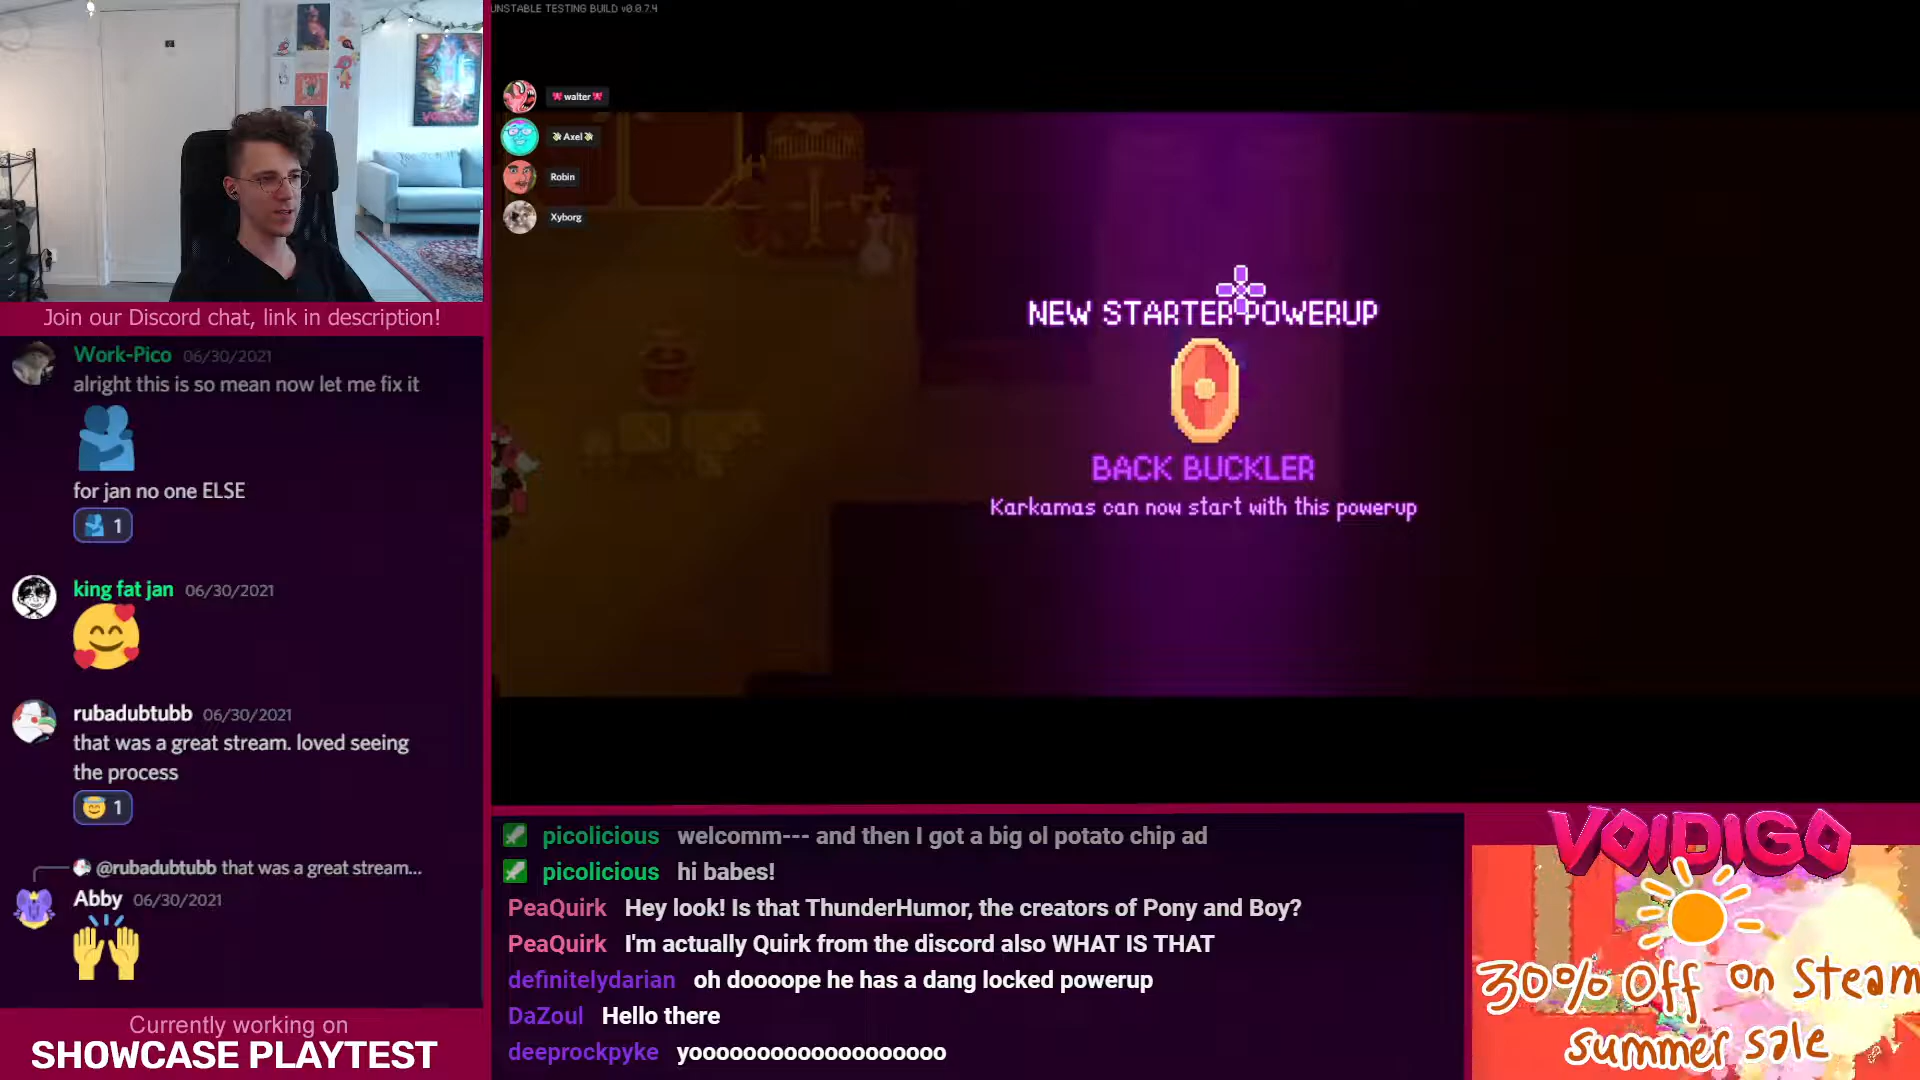 UNSTABLE TESTING BUILD v0.0.7.4
walter
Axel
Robin
Xyborg
NEW STARTER POWERUP
BACK BUCKLER
Karkamas can now start with this powerup
Join our Discord chat, link in description!
Work-Pico 06/30/2021
alright this is so mean now let me fix it
for jan no one ELSE
1
king fat jan 06/30/2021
rubadubtubb 06/30/2021
that was a great stream. loved seeing
the process
1
@rubadubtubb that was a great stream...
Abby 06/30/2021
Currently working on
SHOWCASE PLAYTEST
picolicious welcomm--- and then I got a big ol potato chip ad
picolicious hi babes!
PeaQuirk Hey look! Is that ThunderHumor, the creators of Pony and Boy?
PeaQuirk I'm actually Quirk from the discord also WHAT IS THAT
definitelydarian oh doooope he has a dang locked powerup
DaZoul Hello there
deeprockpyke yooooooooooooooooooo
VOIDIGO
30% Off on Steam
summer sale